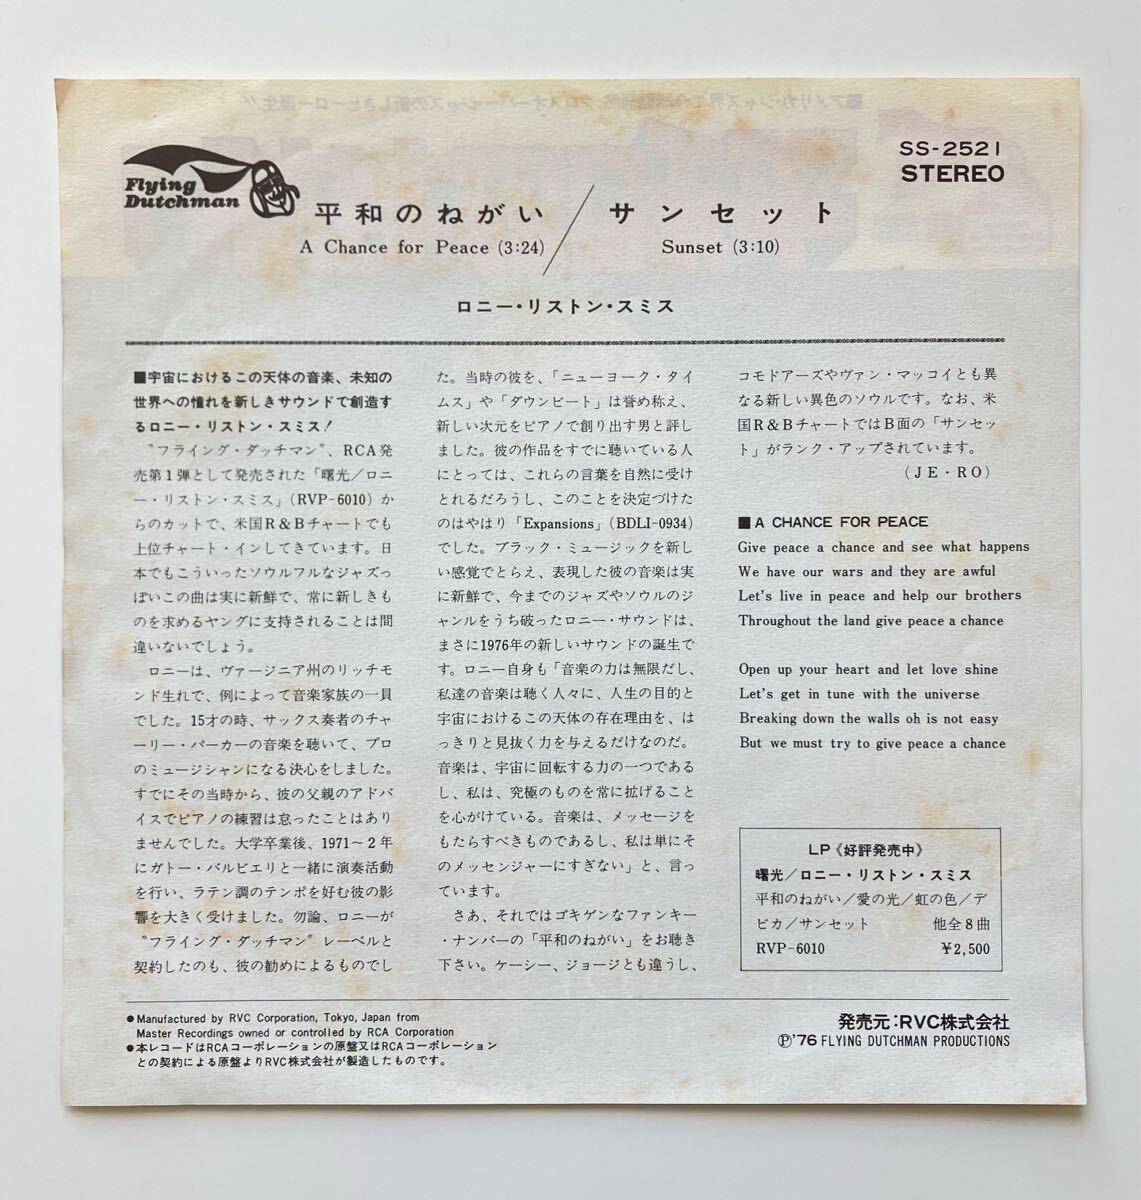 Flying
Dutchman
SS-2521
STEREO
平和のねがい／サンセット
A Chance for Peace (3:24)
Sunset (3:10)
ロニー・リストン・スミス
■宇宙におけるこの天体の音楽、未知の
世界への憧れを新しきサウンドで創造す
るロニー・リストン・スミス！
〝フライング・ダッチマン〟、RCA発
売第1弾として発売された「曙光／ロニ
ー・リストン・スミス」(RVP-6010)か
らのカットで、米国R＆Bチャートでも
上位チャート・インしてきています。日
本でもこういったソウルフルなジャズっ
ぽいこの曲は実に新鮮で、常に新しきも
のを求めるヤングに支持されることは間
違いないでしょう。
ロニーは、ヴァージニア州のリッチモ
ンド生れで、例によって音楽家族の一員
でした。15才の時、サックス奏者のチャ
ーリー・パーカーの音楽を聴いて、プロ
のミュージシャンになる決心をしました。
すでにその当時から、彼の父親のアドバ
イスでピアノの練習は怠ったことはあり
ませんでした。大学卒業後、1971～2年
にガトー・バルビエリと一緒に演奏活動
を行い、ラテン調のテンポを好む彼の影
響を大きく受けました。勿論、ロニーが
〝フライング・ダッチマン〟レーベルと
契約したのも、彼の勧めによるものでし
た。当時の彼を、「ニューヨーク・タイ
ムス」や「ダウンビート」は誉め称え、
新しい次元をピアノで創り出す男と評し
ました。彼の作品をすでに聴いている人
にとっては、これらの言葉を自然に受け
とれるだろうし、このことを決定づけた
のはやはり「Expansions」(BDLI-0934)
でした。ブラック・ミュージックを新し
い感覚でとらえ、表現した彼の音楽は実
に新鮮で、今までのジャズやソウルのジ
ャンルをうち破ったロニー・サウンドは、
まさに1976年の新しいサウンドの誕生で
す。ロニー自身も「音楽の力は無限だし、
私達の音楽は聴く人々に、人生の目的と
宇宙におけるこの天体の存在理由を、は
っきりと見抜く力を与えるだけなのだ。
音楽は、宇宙に回転する力の一つである
し、私は、究極のものを常に拡げること
を心がけている。音楽は、メッセージを
もたらすべきものであるし、私は単にそ
のメッセンジャーにすぎない」と、言っ
ています。
さあ、それではゴキゲンなファンキー
・ナンバーの「平和のねがい」をお聴き
下さい。ケーシー、ジョージとも違うし、
コモドアーズやヴァン・マッコイとも異
なる新しい異色のソウルです。なお、米
国R＆BチャートではB面の「サンセッ
ト」がランク・アップされています。
(JE・RO)
■A CHANCE FOR PEACE
Give peace a chance and see what happens
We have our wars and they are awful
Let's live in peace and help our brothers
Throughout the land give peace a chance
Open up your heart and let love shine
Let's get in tune with the universe
Breaking down the walls oh is not easy
But we must try to give peace a chance
LP《好評発売中》
曙光／ロニー・リストン・スミス
平和のねがい／愛の光／虹の色／デ
ビカ／サンセット 他全8曲
RVP-6010 ¥2,500
●Manufactured by RVC Corporation, Tokyo, Japan from
Master Recordings owned or controlled by RCA Corporation
●本レコードはRCAコーポレーションの原盤又はRCAコーポレーション
との契約による原盤よりRVC株式会社が製造したものです。
発売元：RVC株式会社
Ⓟ'76 FLYING DUTCHMAN PRODUCTIONS